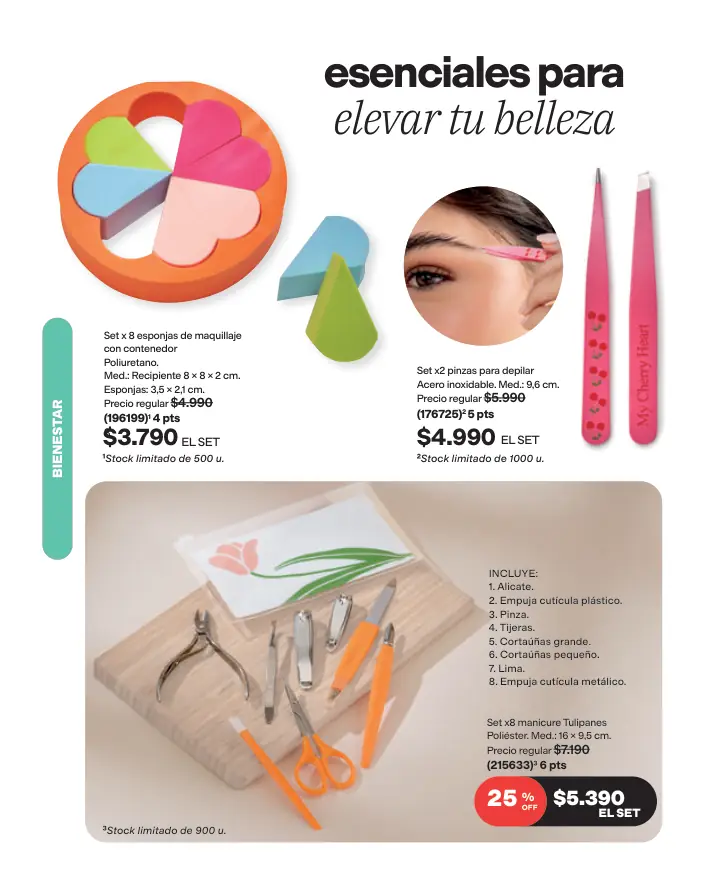 esenciales para
elevar tu belleza
Set x 8 esponjas de maquillaje
con contenedor
Poliuretano.
Med.: Recipiente 8 × 8 × 2 cm.
Esponjas: 3,5 × 2,1 cm.
Precio regular $4.990
(196199)¹ 4 pts
$3.790 EL SET
¹Stock limitado de 500 u.
Set x2 pinzas para depilar
Acero inoxidable. Med.: 9,6 cm.
Precio regular $5.990
(176725)² 5 pts
$4.990 EL SET
²Stock limitado de 1000 u.
My Cherry Heart
BIENESTAR
INCLUYE:
1. Alicate.
2. Empuja cutícula plástico.
3. Pinza.
4. Tijeras.
5. Cortaúñas grande.
6. Cortaúñas pequeño.
7. Lima.
8. Empuja cutícula metálico.
Set x8 manicure Tulipanes
Poliéster. Med.: 16 × 9,5 cm.
Precio regular $7.190
(215633)³ 6 pts
25 % OFF $5.390
EL SET
³Stock limitado de 900 u.